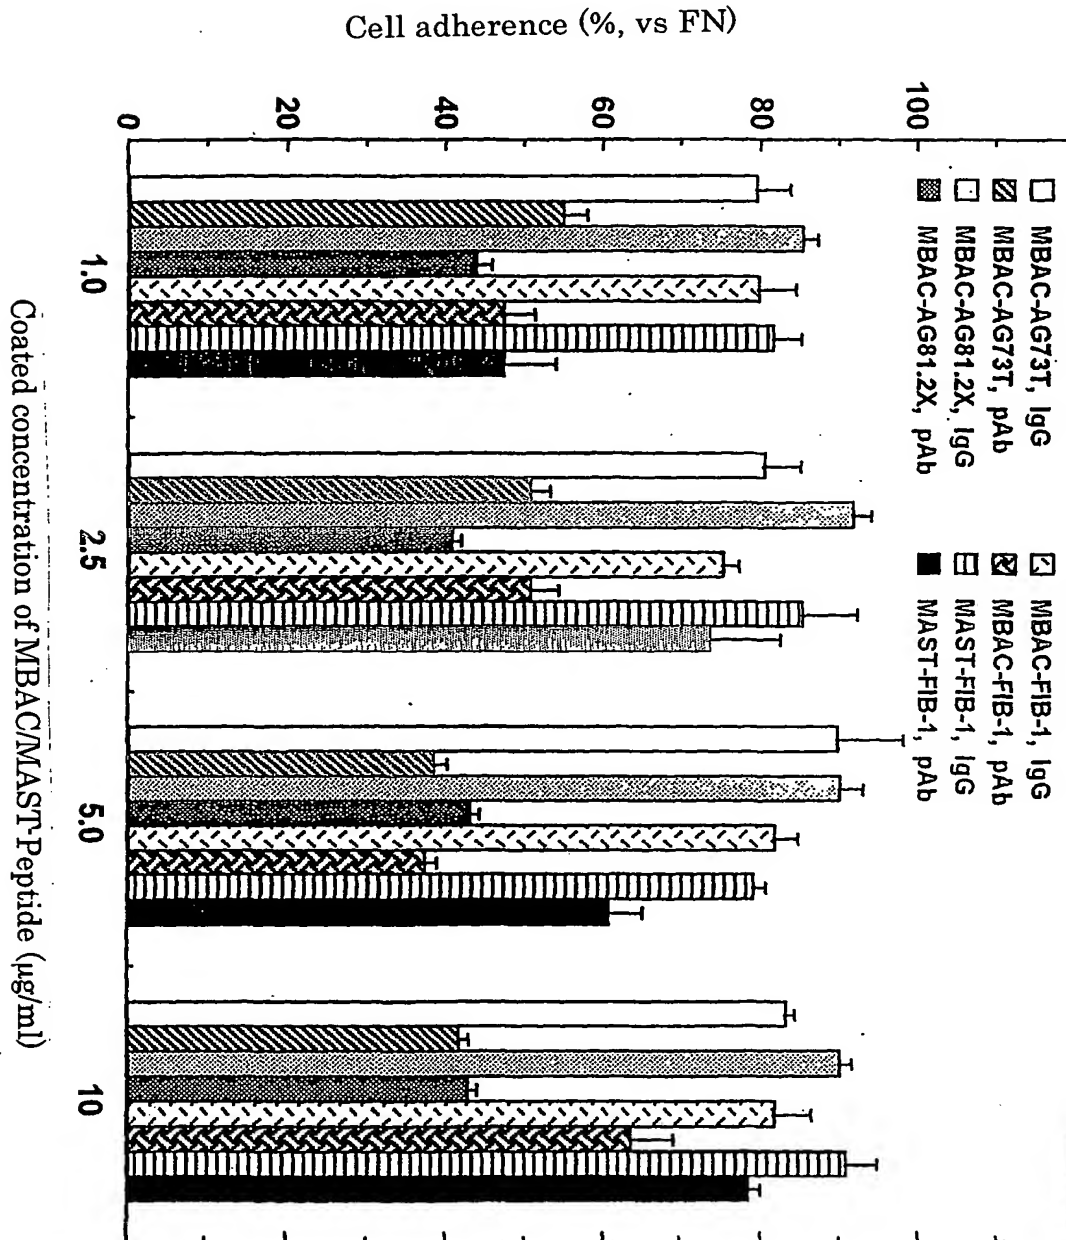 Cell adherence (%, vs FN)
100
80
60
40
20
0
MBAC-AG73T, IgG
MBAC-AG73T, pAb
MBAC-AG81.2X, IgG
MBAC-AG81.2X, pAb
MBAC-FIB-1, IgG
MBAC-FIB-1, pAb
MAST-FIB-1, IgG
MAST-FIB-1, pAb
1.0
2.5
5.0
10
Coated concentration of MBAC/MAST-Peptide (μg/ml)